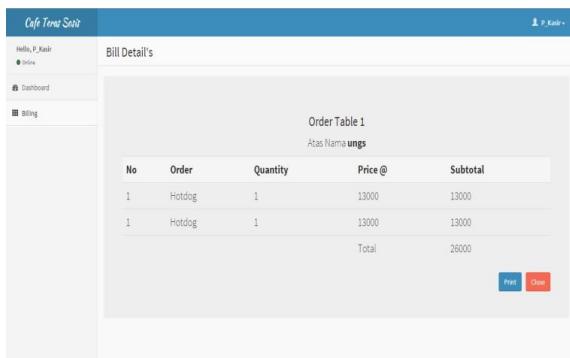 Cafe Teras Sosis
P_Kasir
Hello, P_Kasir
Online
Bill Detail's
Dashboard
Billing
Order Table 1
Atas Nama ungs
No Order Quantity Price @ Subtotal
1 Hotdog 1 13000 13000
1 Hotdog 1 13000 13000
Total 26000
Print Close